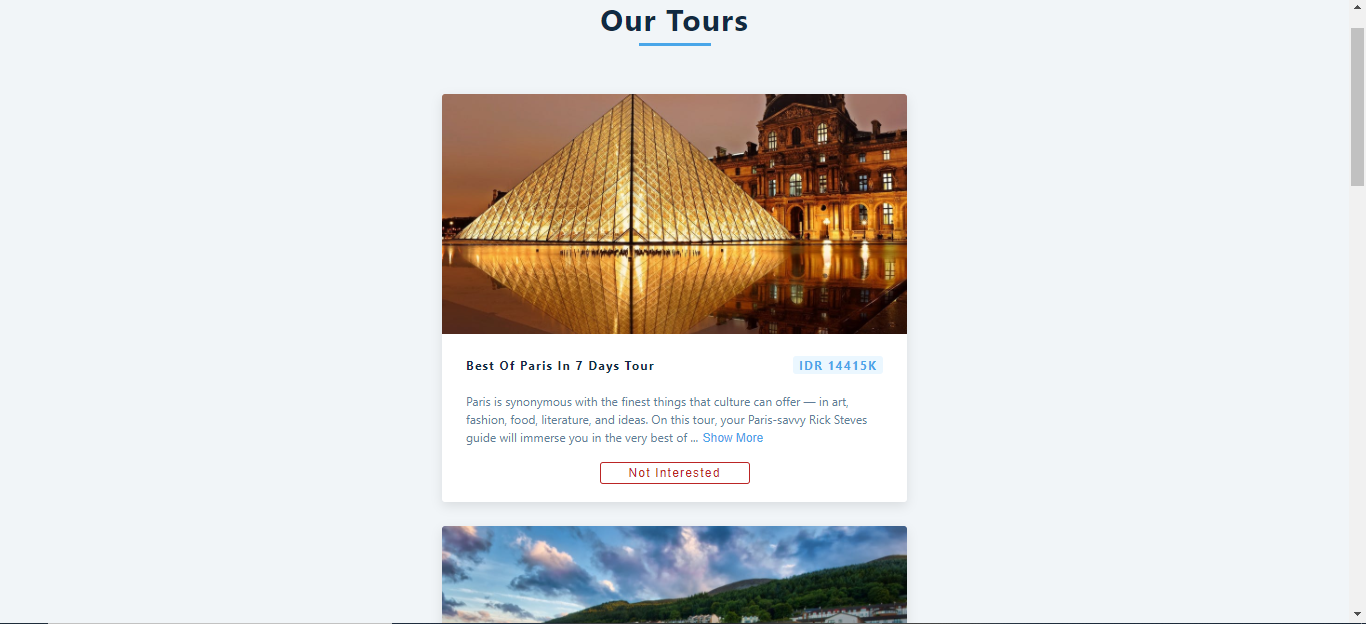 Our Tours
Best Of Paris In 7 Days Tour
IDR 14415K
Paris is synonymous with the finest things that culture can offer — in art,
fashion, food, literature, and ideas. On this tour, your Paris-savvy Rick Steves
guide will immerse you in the very best of ... Show More
Not Interested